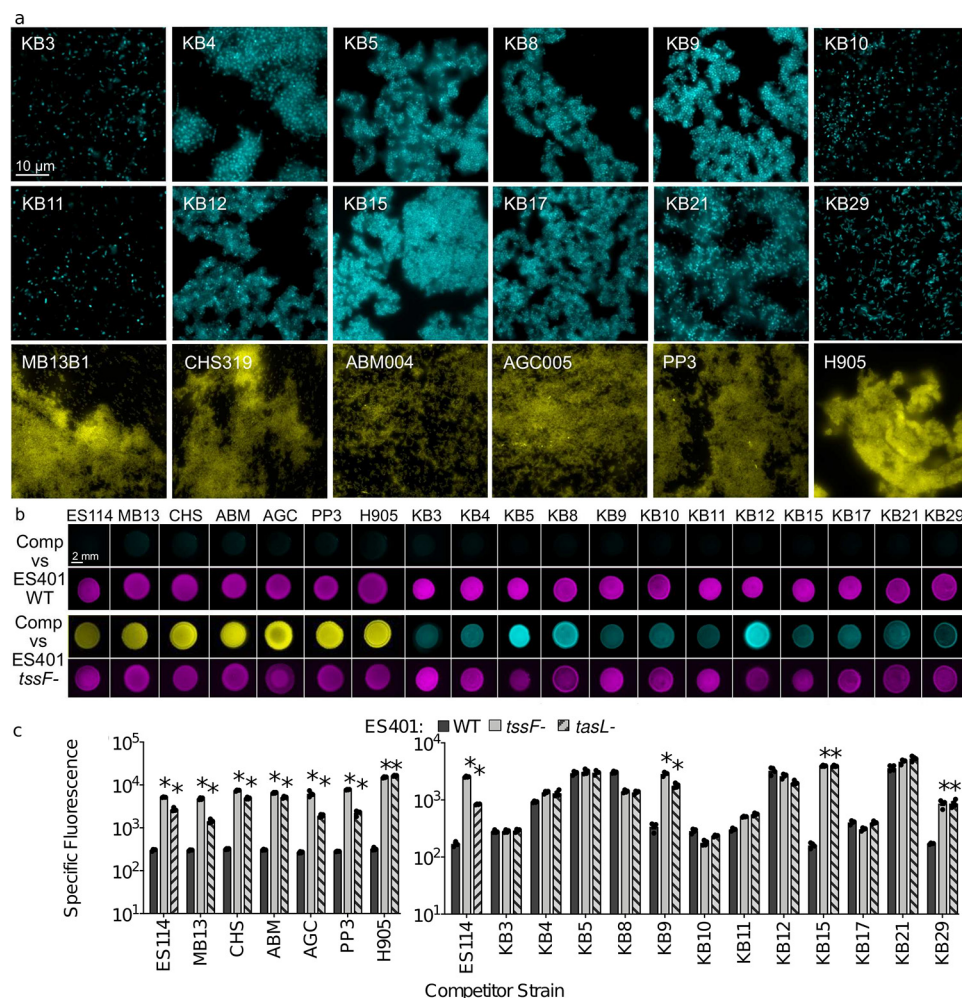 a
KB3 KB4 KB5 KB8 KB9 KB10
10 µm
KB11 KB12 KB15 KB17 KB21 KB29
MB13B1 CHS319 ABM004 AGC005 PP3 H905
b
ES114 MB13 CHS ABM AGC PP3 H905 KB3 KB4 KB5 KB8 KB9 KB10 KB11 KB12 KB15 KB17 KB21 KB29
Comp
vs
2 mm
ES401
WT
Comp
vs
ES401
tssF-
c
ES401: WT tssF- tasL-
Specific Fluorescence
10⁵
10⁴
10³
10²
10¹
* * * * * * * * * * * * * *
ES114 MB13 CHS ABM AGC PP3 H905
10⁴
10³
10²
10¹
* * * * * * * *
ES114 KB3 KB4 KB5 KB8 KB9 KB10 KB11 KB12 KB15 KB17 KB21 KB29
Competitor Strain